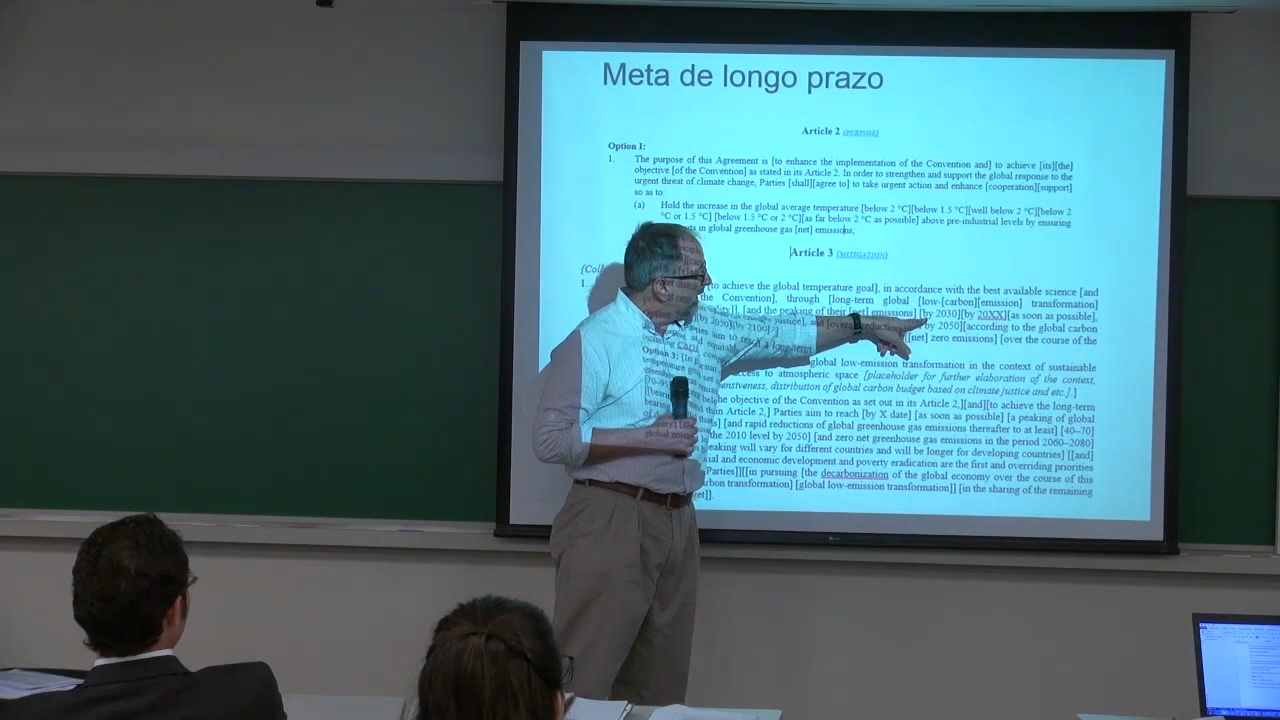 Meta de longo prazo
Article 2 (PURPOSE)
Option I:
1. The purpose of this Agreement is [to enhance the implementation of the Convention and] to achieve [its][the]
objective [of the Convention] as stated in its Article 2. In order to strengthen and support the global response to the
urgent threat of climate change, Parties [shall][agree to] to take urgent action and enhance [cooperation][support]
so as to:
(a) Hold the increase in the global average temperature [below 2 °C][below 1.5 °C][well below 2 °C][below 2
°C or 1.5 °C] [below 1.5 °C or 2 °C][as far below 2 °C as possible] above pre-industrial levels by ensuring
in global greenhouse gas [net] emissions;
Article 3 (MITIGATION)
1. [to achieve the global temperature goal], in accordance with the best available science [and
the Convention], through [long-term global [low-[carbon][emission] transformation]
[and the peaking of their [net] emissions] [by 2030][by 20XX][as soon as possible],
[by 2050][by 2100] and by 2050][according to the global carbon
[net] zero emissions] [over the course of the
global low-emission transformation in the context of sustainable
to atmospheric space [placeholder for further elaboration of the context,
distribution of global carbon budget based on climate justice and etc.].]
the objective of the Convention as set out in its Article 2,][and][to achieve the long-term
than Article 2,] Parties aim to reach [by X date] [as soon as possible] [a peaking of global
[and rapid reductions of global greenhouse gas emissions thereafter to at least] [40–70]
the 2010 level by 2050] [and zero net greenhouse gas emissions in the period 2060–2080]
peaking will vary for different countries and will be longer for developing countries] [[and]
and economic development and poverty eradication are the first and overriding priorities
Parties]][[in pursuing [the decarbonization of the global economy over the course of this
transformation] [global low-emission transformation]] [in the sharing of the remaining